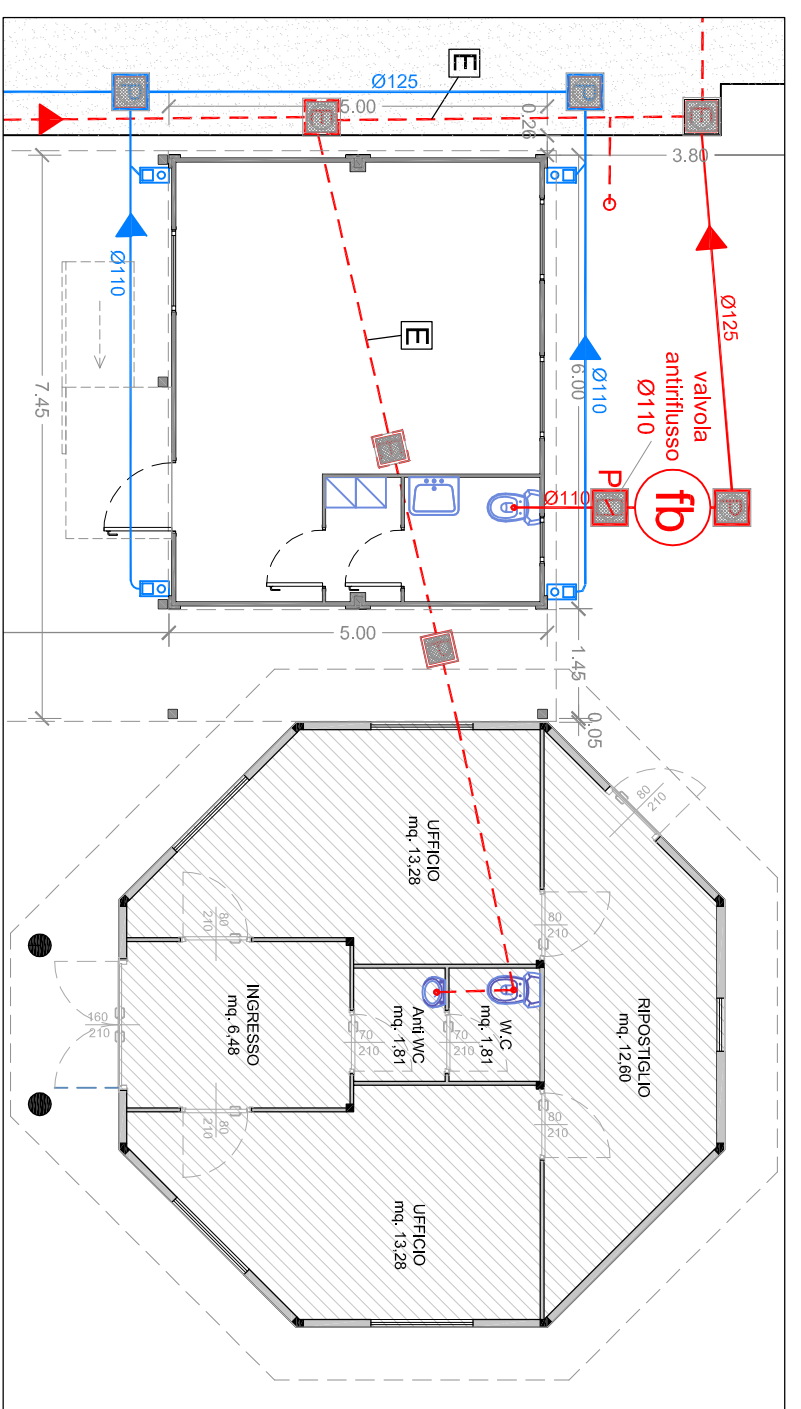 E
Ø125
5.00
0.26
3.80
P
P
E
E
Ø110
7.45
E
6.00
Ø110
Ø125
valvola
antiriflusso
Ø110
P
fb
P
Ø110
E
5.00
E
1.45
0.05
80
210
UFFICIO
mq. 13,28
80
210
80
210
INGRESSO
mq. 6,48
160
210
Anti WC
mq. 1,81
70
210
W.C
mq. 1,81
70
210
RIPOSTIGLIO
mq. 12,60
80
210
80
210
UFFICIO
mq. 13,28